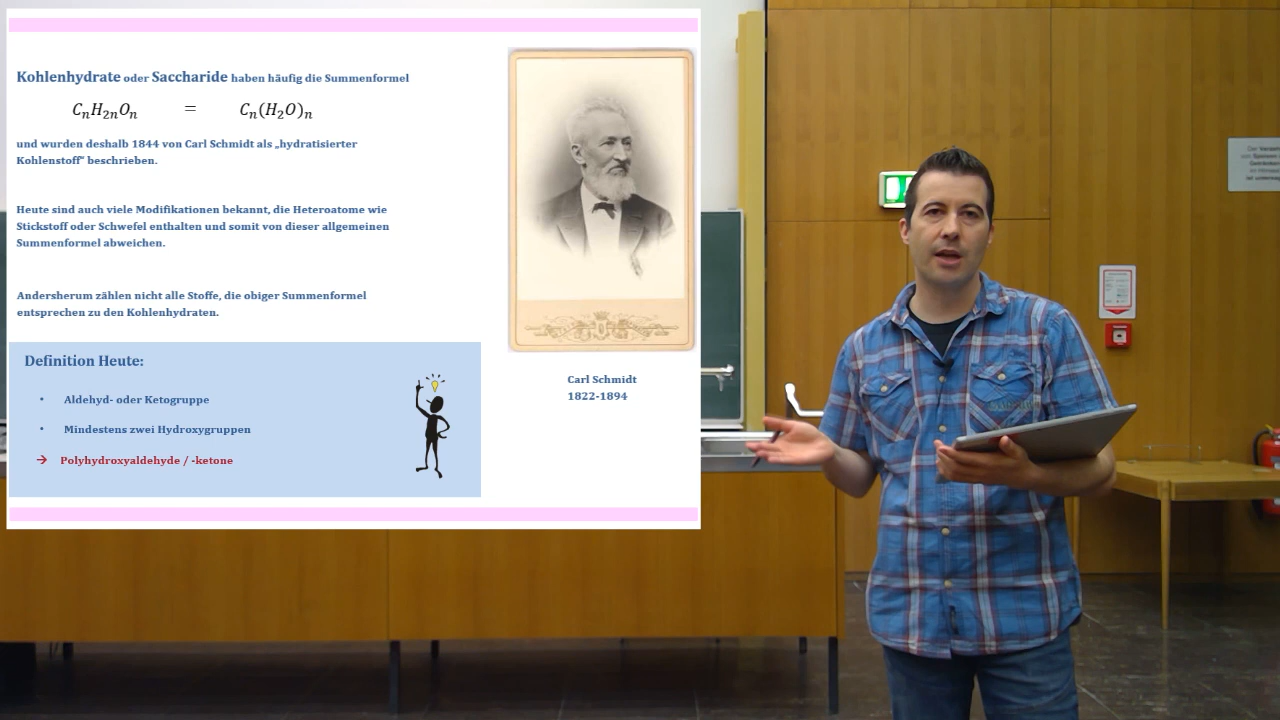 Kohlenhydrate oder Saccharide haben häufig die Summenformel
CₙH₂ₙOₙ = Cₙ(H₂O)ₙ
und wurden deshalb 1844 von Carl Schmidt als „hydratisierter
Kohlenstoff“ beschrieben.
Heute sind auch viele Modifikationen bekannt, die Heteroatome wie
Stickstoff oder Schwefel enthalten und somit von dieser allgemeinen
Summenformel abweichen.
Andersherum zählen nicht alle Stoffe, die obiger Summenformel
entsprechen zu den Kohlenhydraten.
Definition Heute:
• Aldehyd- oder Ketogruppe
• Mindestens zwei Hydroxygruppen
→ Polyhydroxyaldehyde / -ketone
Carl Schmidt
1822-1894